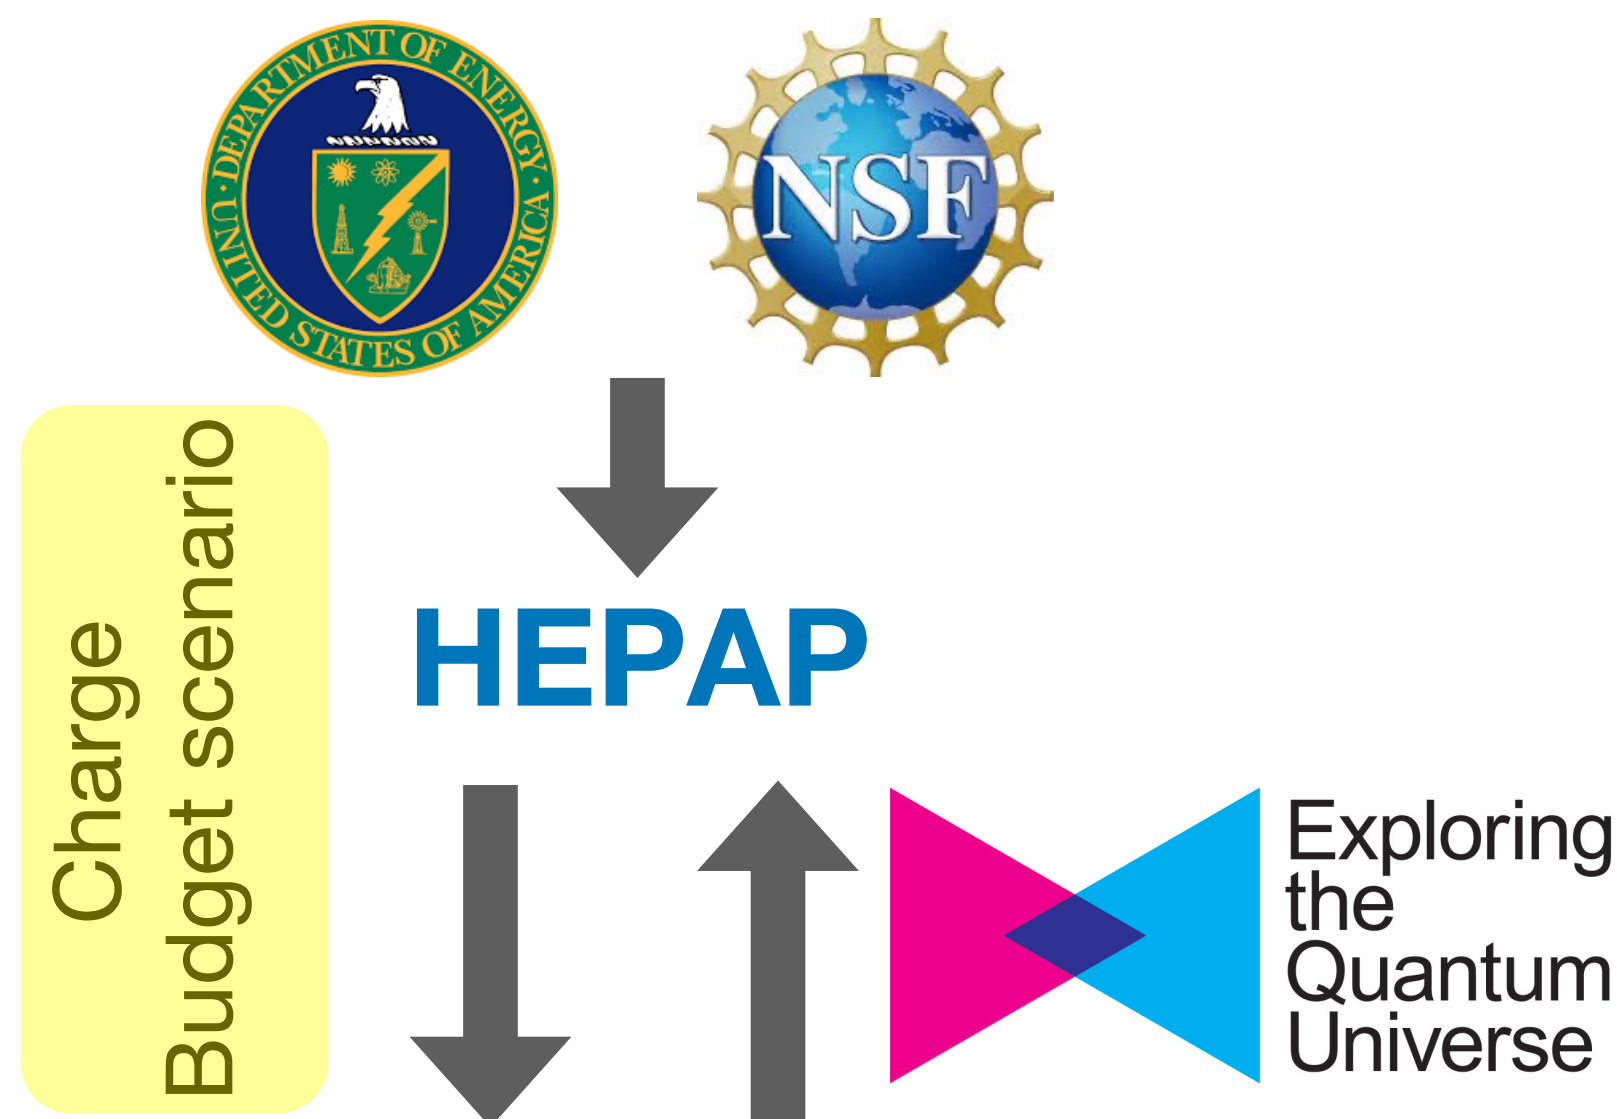 DEPARTMENT OF ENERGY
UNITED STATES OF AMERICA
NSF
Charge
Budget scenario
HEPAP
Exploring
the
Quantum
Universe